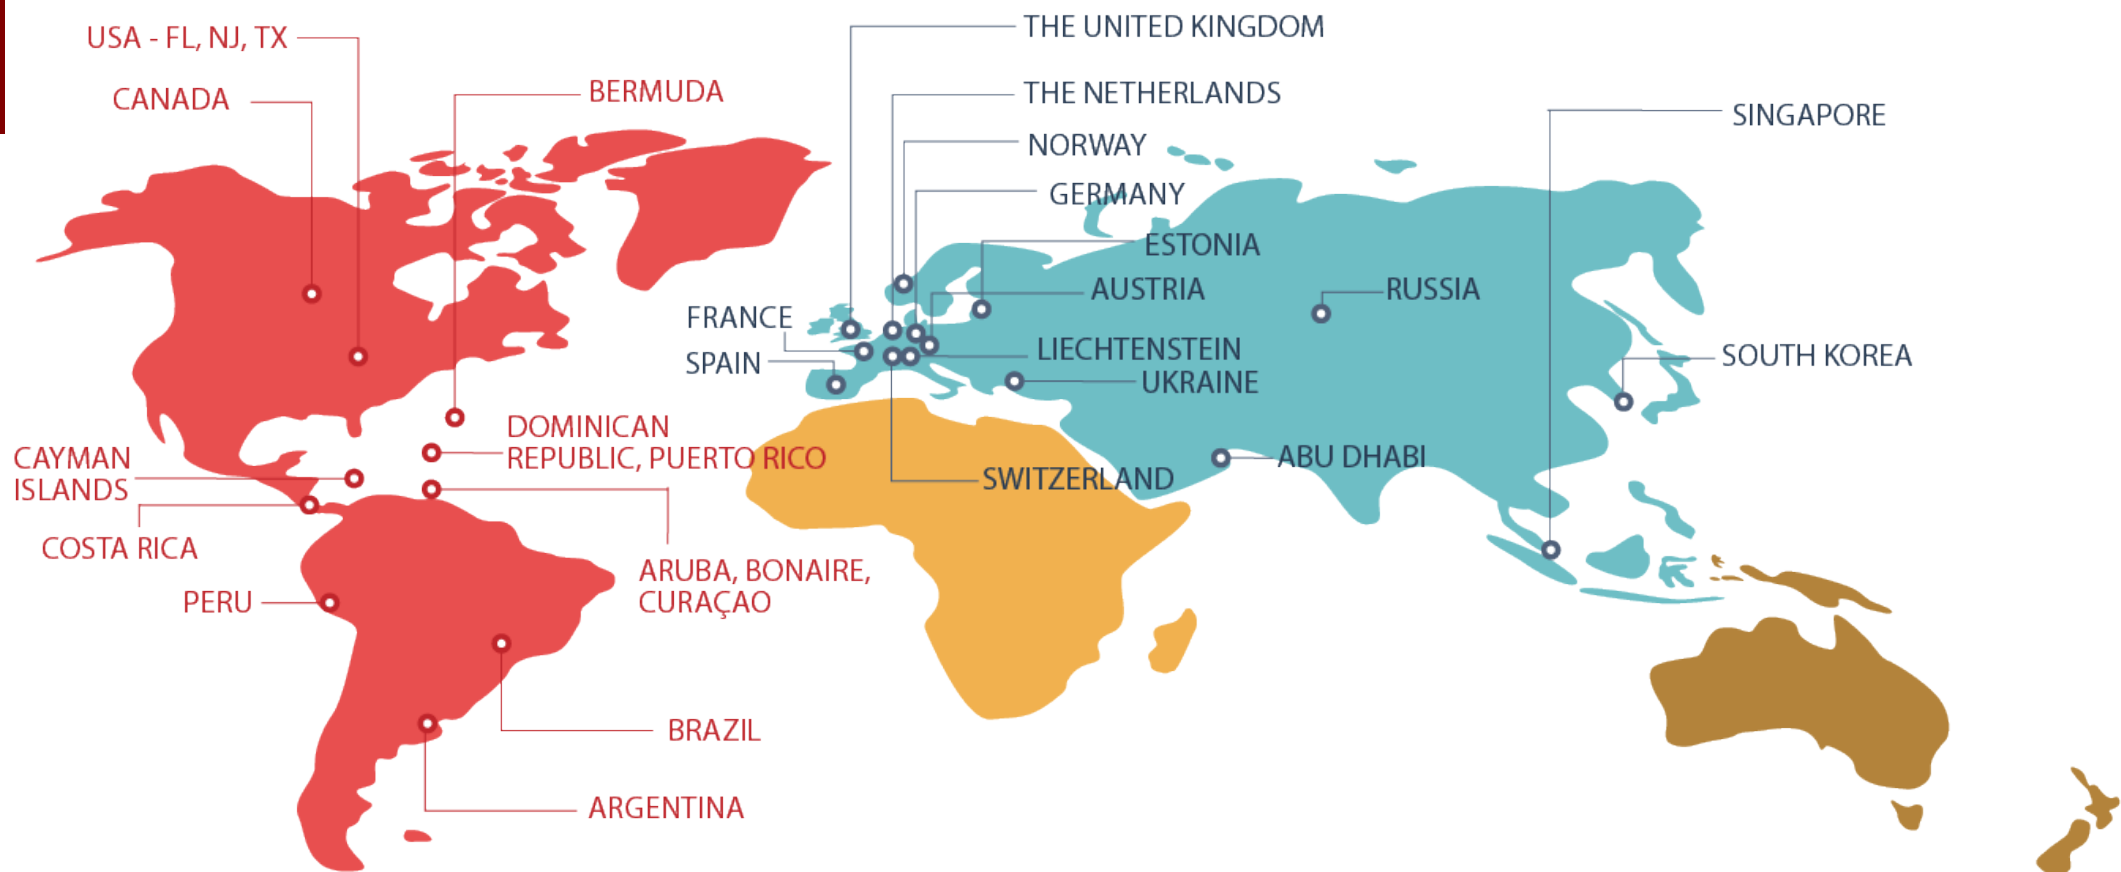 USA - FL, NJ, TX
CANADA
BERMUDA
CAYMAN
ISLANDS
COSTA RICA
DOMINICAN
REPUBLIC, PUERTO RICO
ARUBA, BONAIRE,
CURAÇAO
PERU
BRAZIL
ARGENTINA
THE UNITED KINGDOM
THE NETHERLANDS
NORWAY
GERMANY
ESTONIA
AUSTRIA
FRANCE
SPAIN
LIECHTENSTEIN
UKRAINE
SWITZERLAND
ABU DHABI
RUSSIA
SINGAPORE
SOUTH KOREA